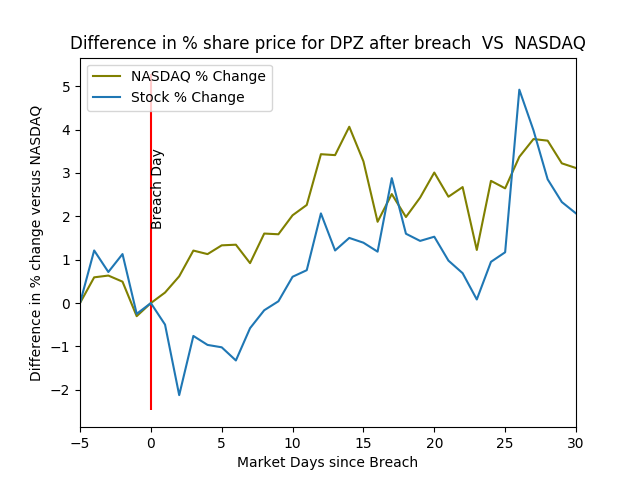 Difference in % share price for DPZ after breach  VS  NASDAQ
NASDAQ % Change
Stock % Change
Breach Day
Difference in % change versus NASDAQ
5
4
3
2
1
0
−1
−2
−5
0
5
10
15
20
25
30
Market Days since Breach